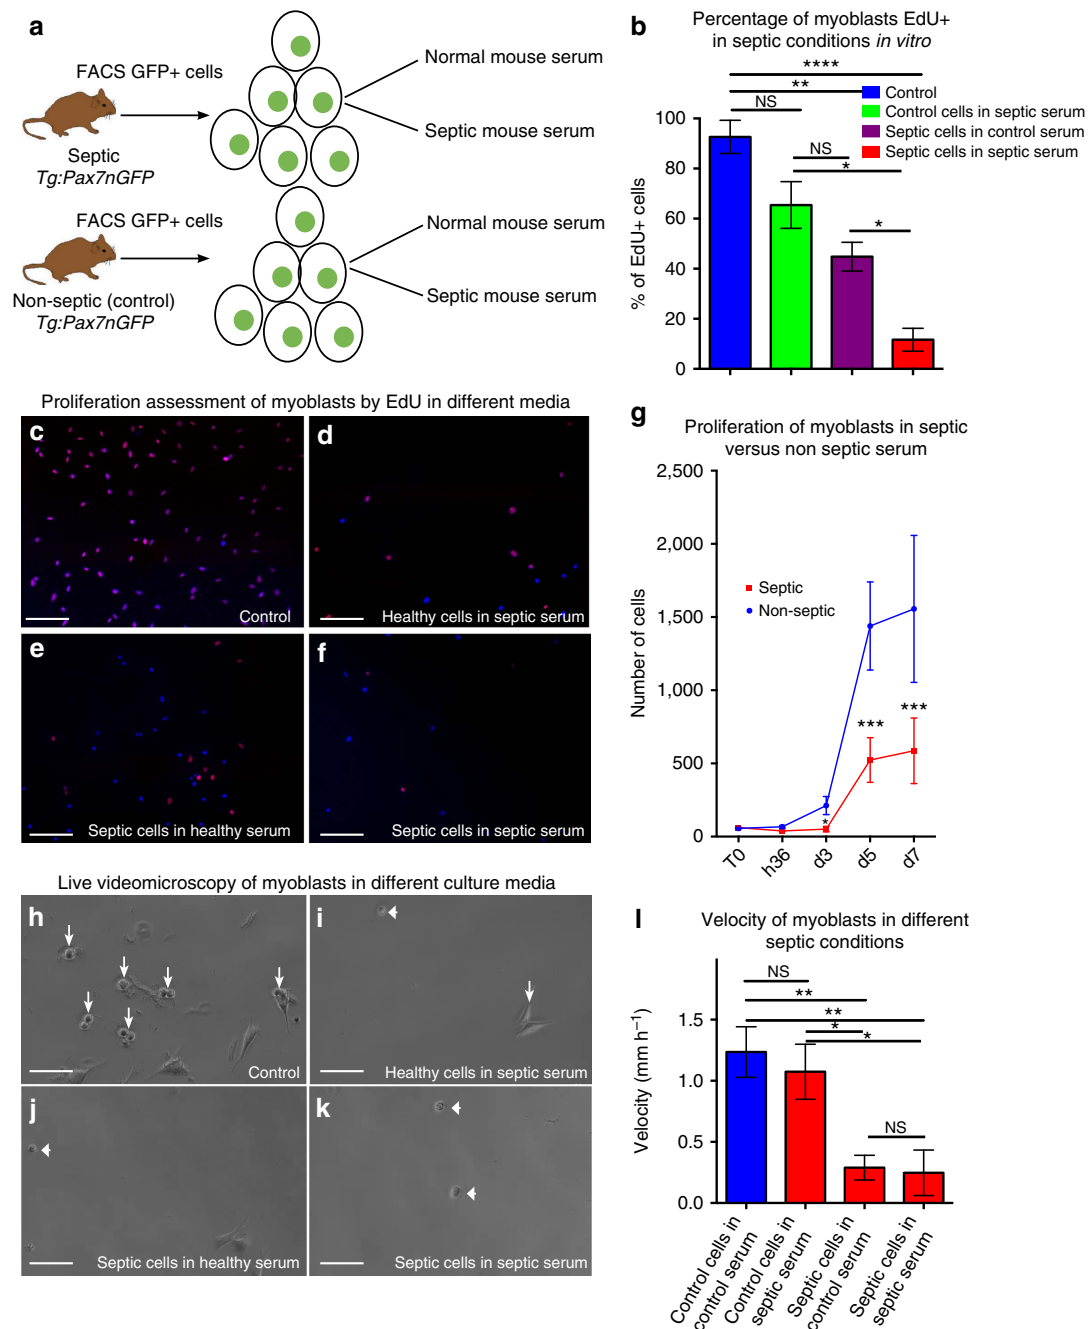 a
FACS GFP+ cells
Normal mouse serum
Septic mouse serum
Septic
Tg:Pax7nGFP
FACS GFP+ cells
Normal mouse serum
Septic mouse serum
Non-septic (control)
Tg:Pax7nGFP
b
Percentage of myoblasts EdU+
in septic conditions in vitro
****
**
NS
NS
*
*
Control
Control cells in septic serum
Septic cells in control serum
Septic cells in septic serum
% of EdU+ cells
100
80
60
40
20
0
Proliferation assessment of myoblasts by EdU in different media
c
Control
d
Healthy cells in septic serum
e
Septic cells in healthy serum
f
Septic cells in septic serum
g
Proliferation of myoblasts in septic
versus non septic serum
Number of cells
2,500
2,000
1,500
1,000
500
0
Septic
Non-septic
*
***
***
T0
h36
d3
d5
d7
Live videomicroscopy of myoblasts in different culture media
h
Control
i
Healthy cells in septic serum
j
Septic cells in healthy serum
k
Septic cells in septic serum
l
Velocity of myoblasts in different
septic conditions
NS
**
**
*
*
NS
Velocity (mm h⁻¹)
1.5
1.0
0.5
0.0
Control cells in
control serum
Control cells in
septic serum
Septic cells in
control serum
Septic cells in
septic serum